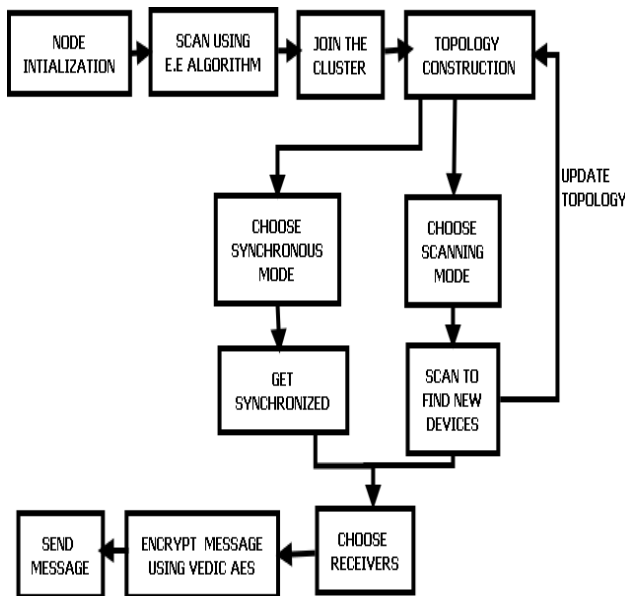 NODE
INTIALIZATION
SCAN USING
E.E ALGORITHM
JOIN THE
CLUSTER
TOPOLOGY
CONSTRUCTION
UPDATE
TOPOLOGY
CHOOSE
SYNCHRONOUS
MODE
CHOOSE
SCANNING
MODE
GET
SYNCHRONIZED
SCAN TO
FIND NEW
DEVICES
CHOOSE
RECEIVERS
ENCRYPT MESSAGE
USING VEDIC AES
SEND
MESSAGE